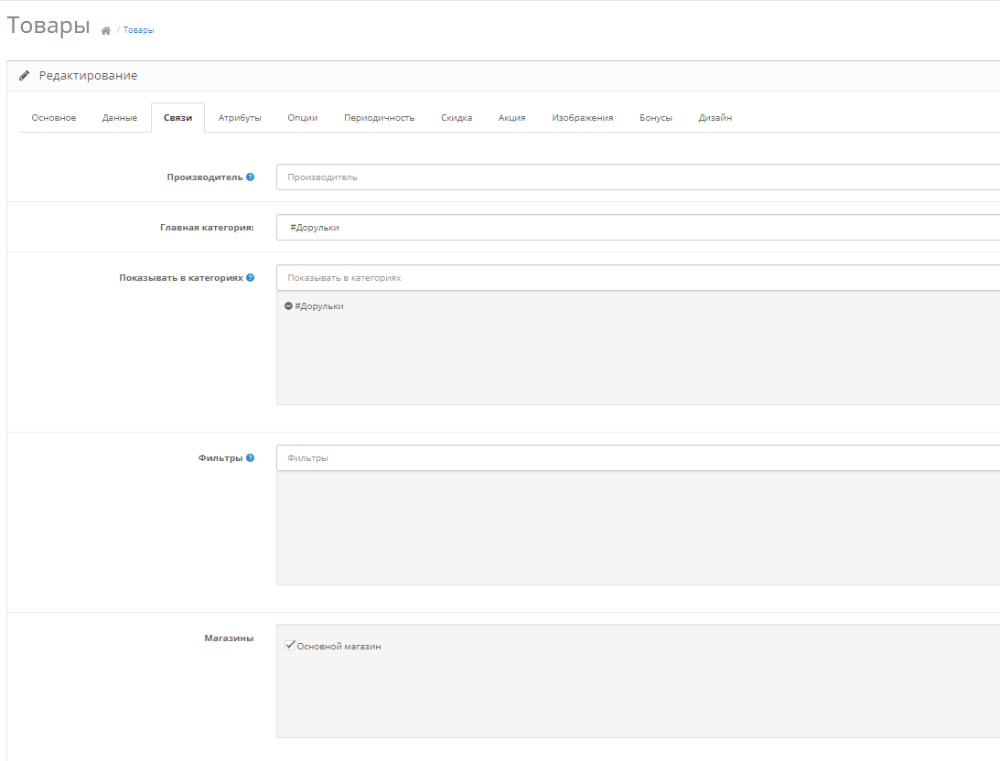 Товары / Товары
Редактирование
Основное Данные Связи Атрибуты Опции Периодичность Скидка Акция Изображения Бонусы Дизайн
Производитель ? Производитель
Главная категория: #Дорульки
Показывать в категориях ? Показывать в категориях
#Дорульки
Фильтры ? Фильтры
Магазины
Основной магазин